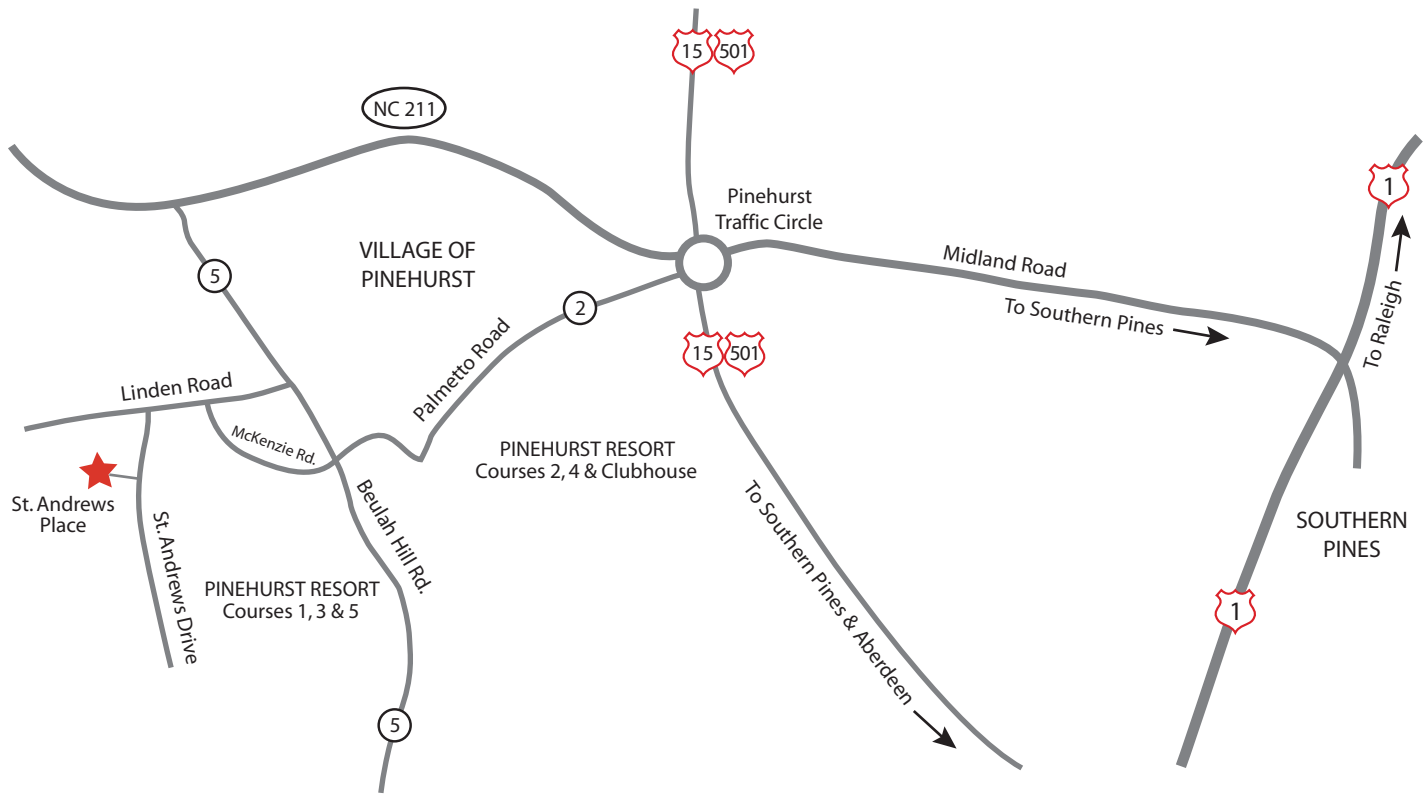 15
501
NC 211
1
Pinehurst
Traffic Circle
VILLAGE OF
PINEHURST
5
Midland Road
2
To Southern Pines
To Raleigh
15
501
Palmetto Road
Linden Road
McKenzie Rd.
PINEHURST RESORT
Courses 2, 4 & Clubhouse
St. Andrews
Place
Beulah Hill Rd.
To Southern Pines & Aberdeen
SOUTHERN
PINES
St. Andrews Drive
PINEHURST RESORT
Courses 1, 3 & 5
1
5